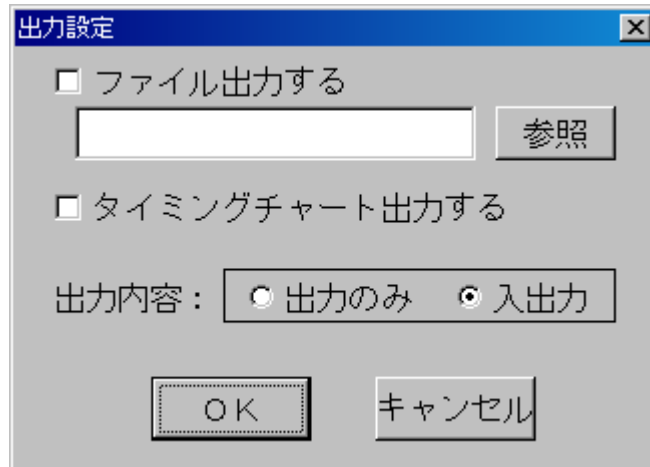 出力設定
ファイル出力する
参照
タイミングチャート出力する
出力内容： 出力のみ 入出力
ＯＫ キャンセル